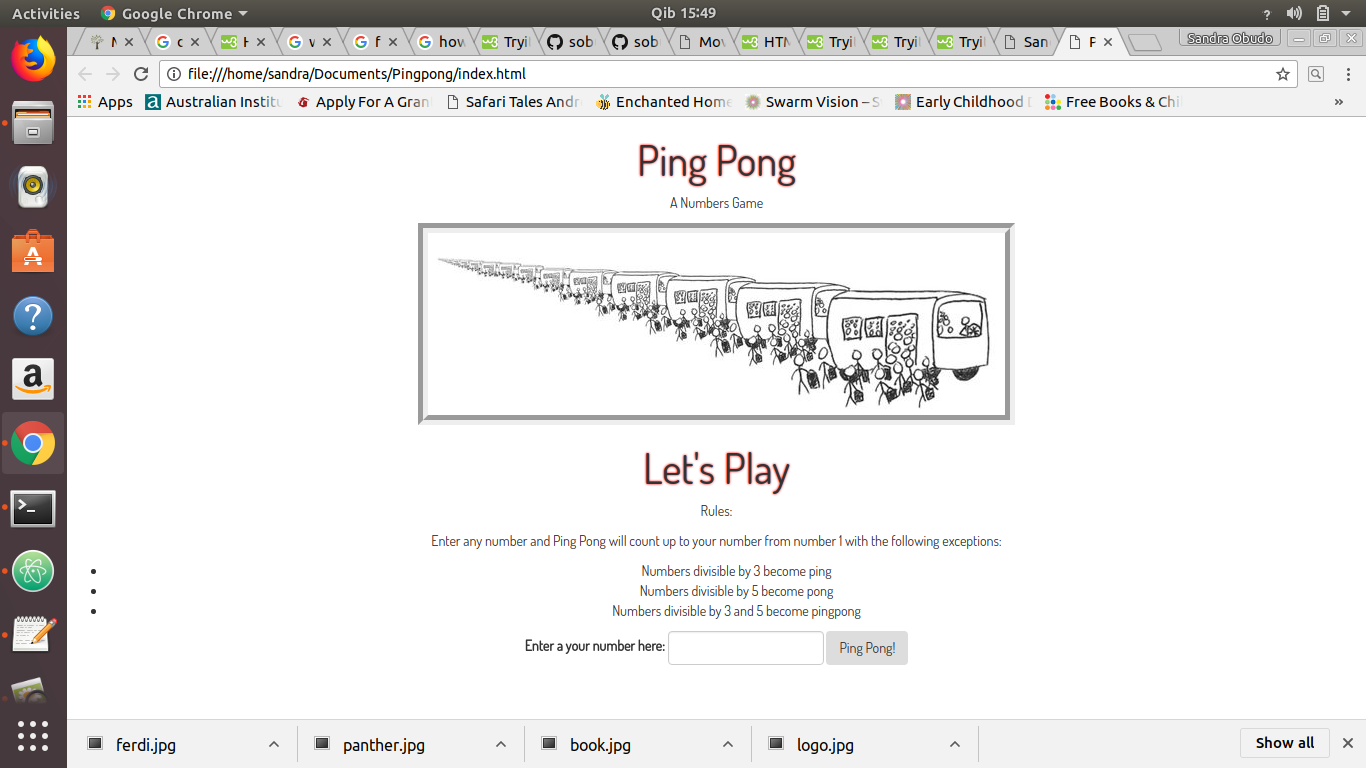 Activities Google Chrome Qib 15:49
N G c H G v G f G how Tryi sob sob Mov HTM Tryi Tryi Tryi San P Sandra Obudo
file:///home/sandra/Documents/Pingpong/index.html
Apps Australian Institu Apply For A Gran Safari Tales Andr Enchanted Home Swarm Vision – S Early Childhood Free Books & Chi »
Ping Pong
A Numbers Game
Let's Play
Rules:
Enter any number and Ping Pong will count up to your number from number 1 with the following exceptions:
• Numbers divisible by 3 become ping
• Numbers divisible by 5 become pong
• Numbers divisible by 3 and 5 become pingpong
Enter a your number here: Ping Pong!
ferdi.jpg panther.jpg book.jpg logo.jpg Show all